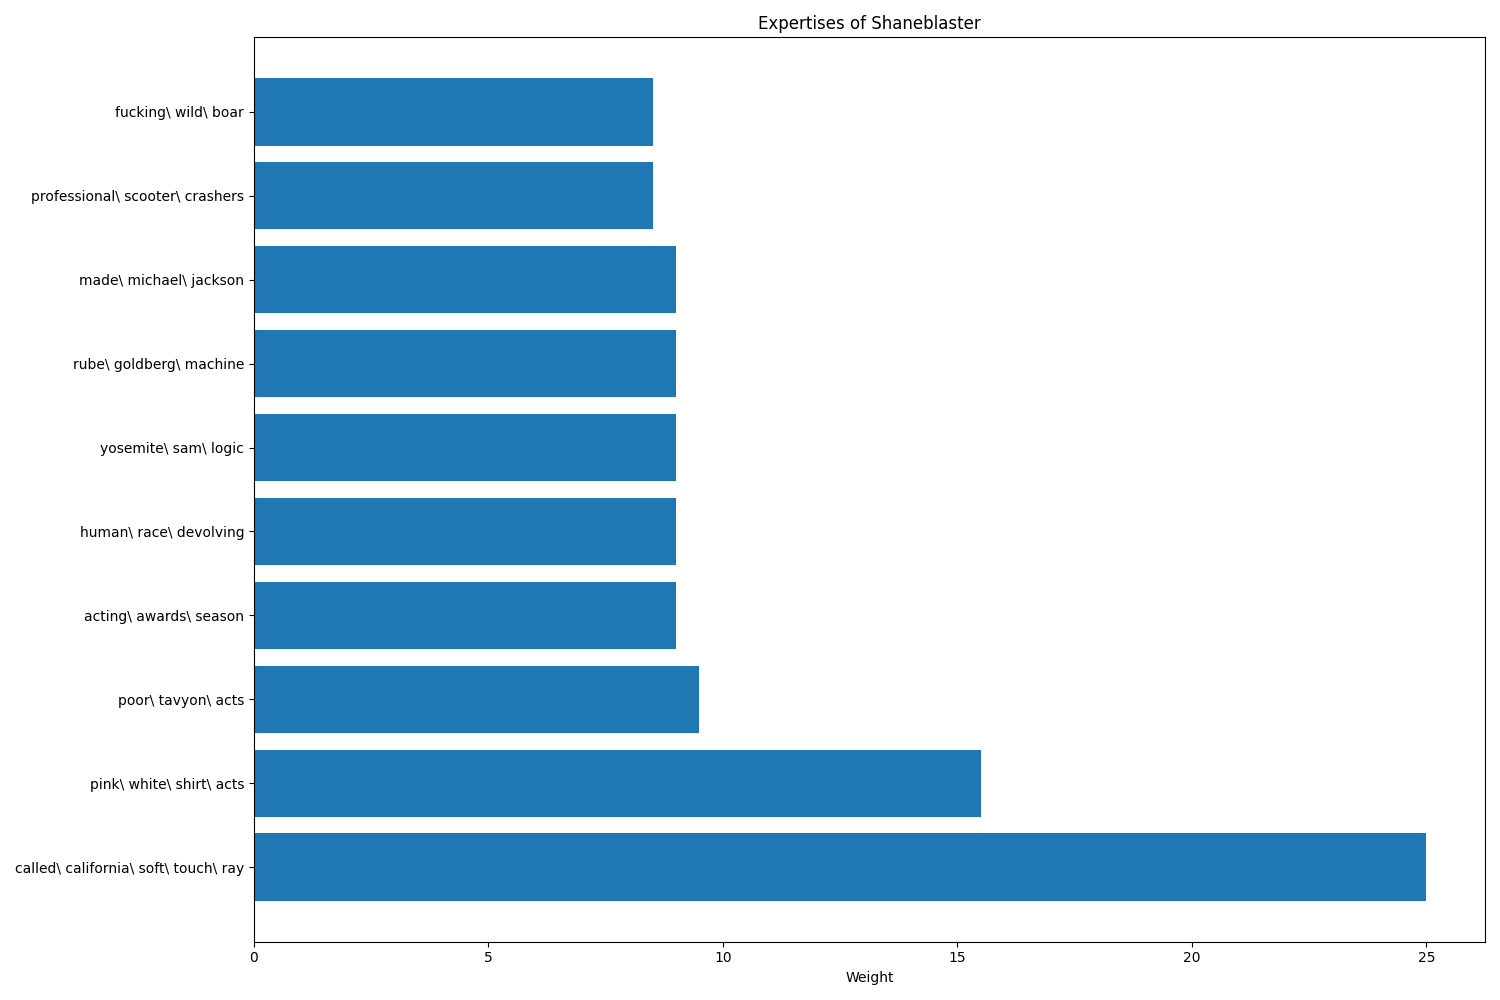 Expertises of Shaneblaster
fucking\ wild\ boar
professional\ scooter\ crashers
made\ michael\ jackson
rube\ goldberg\ machine
yosemite\ sam\ logic
human\ race\ devolving
acting\ awards\ season
poor\ tavyon\ acts
pink\ white\ shirt\ acts
called\ california\ soft\ touch\ ray
0 5 10 15 20 25
Weight